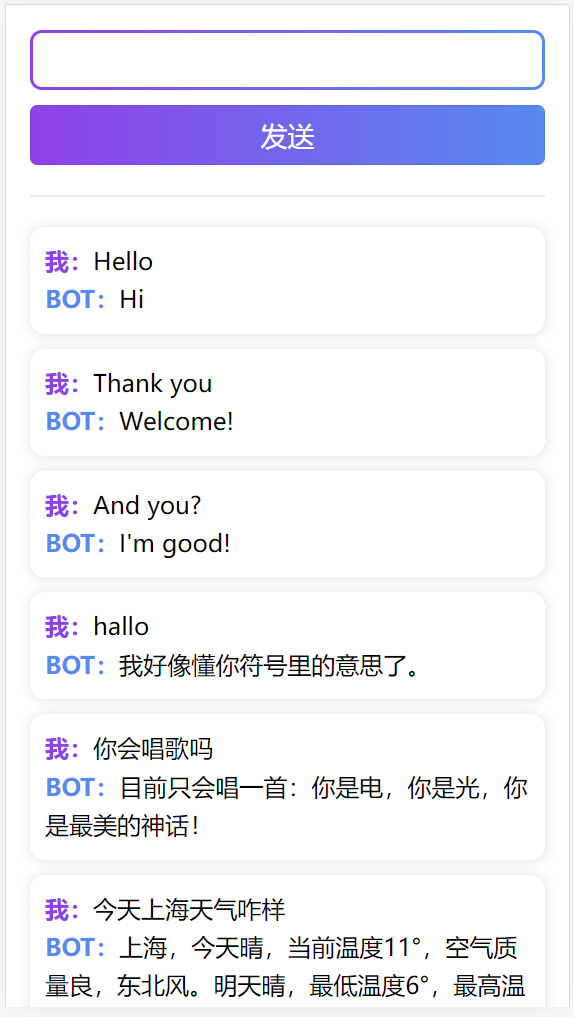 发送
我：Hello
BOT：Hi
我：Thank you
BOT：Welcome!
我：And you?
BOT：I'm good!
我：hallo
BOT：我好像懂你符号里的意思了。
我：你会唱歌吗
BOT：目前只会唱一首：你是电，你是光，你
是最美的神话！
我：今天上海天气咋样
BOT：上海，今天晴，当前温度11°，空气质
量良，东北风。明天晴，最低温度6°，最高温